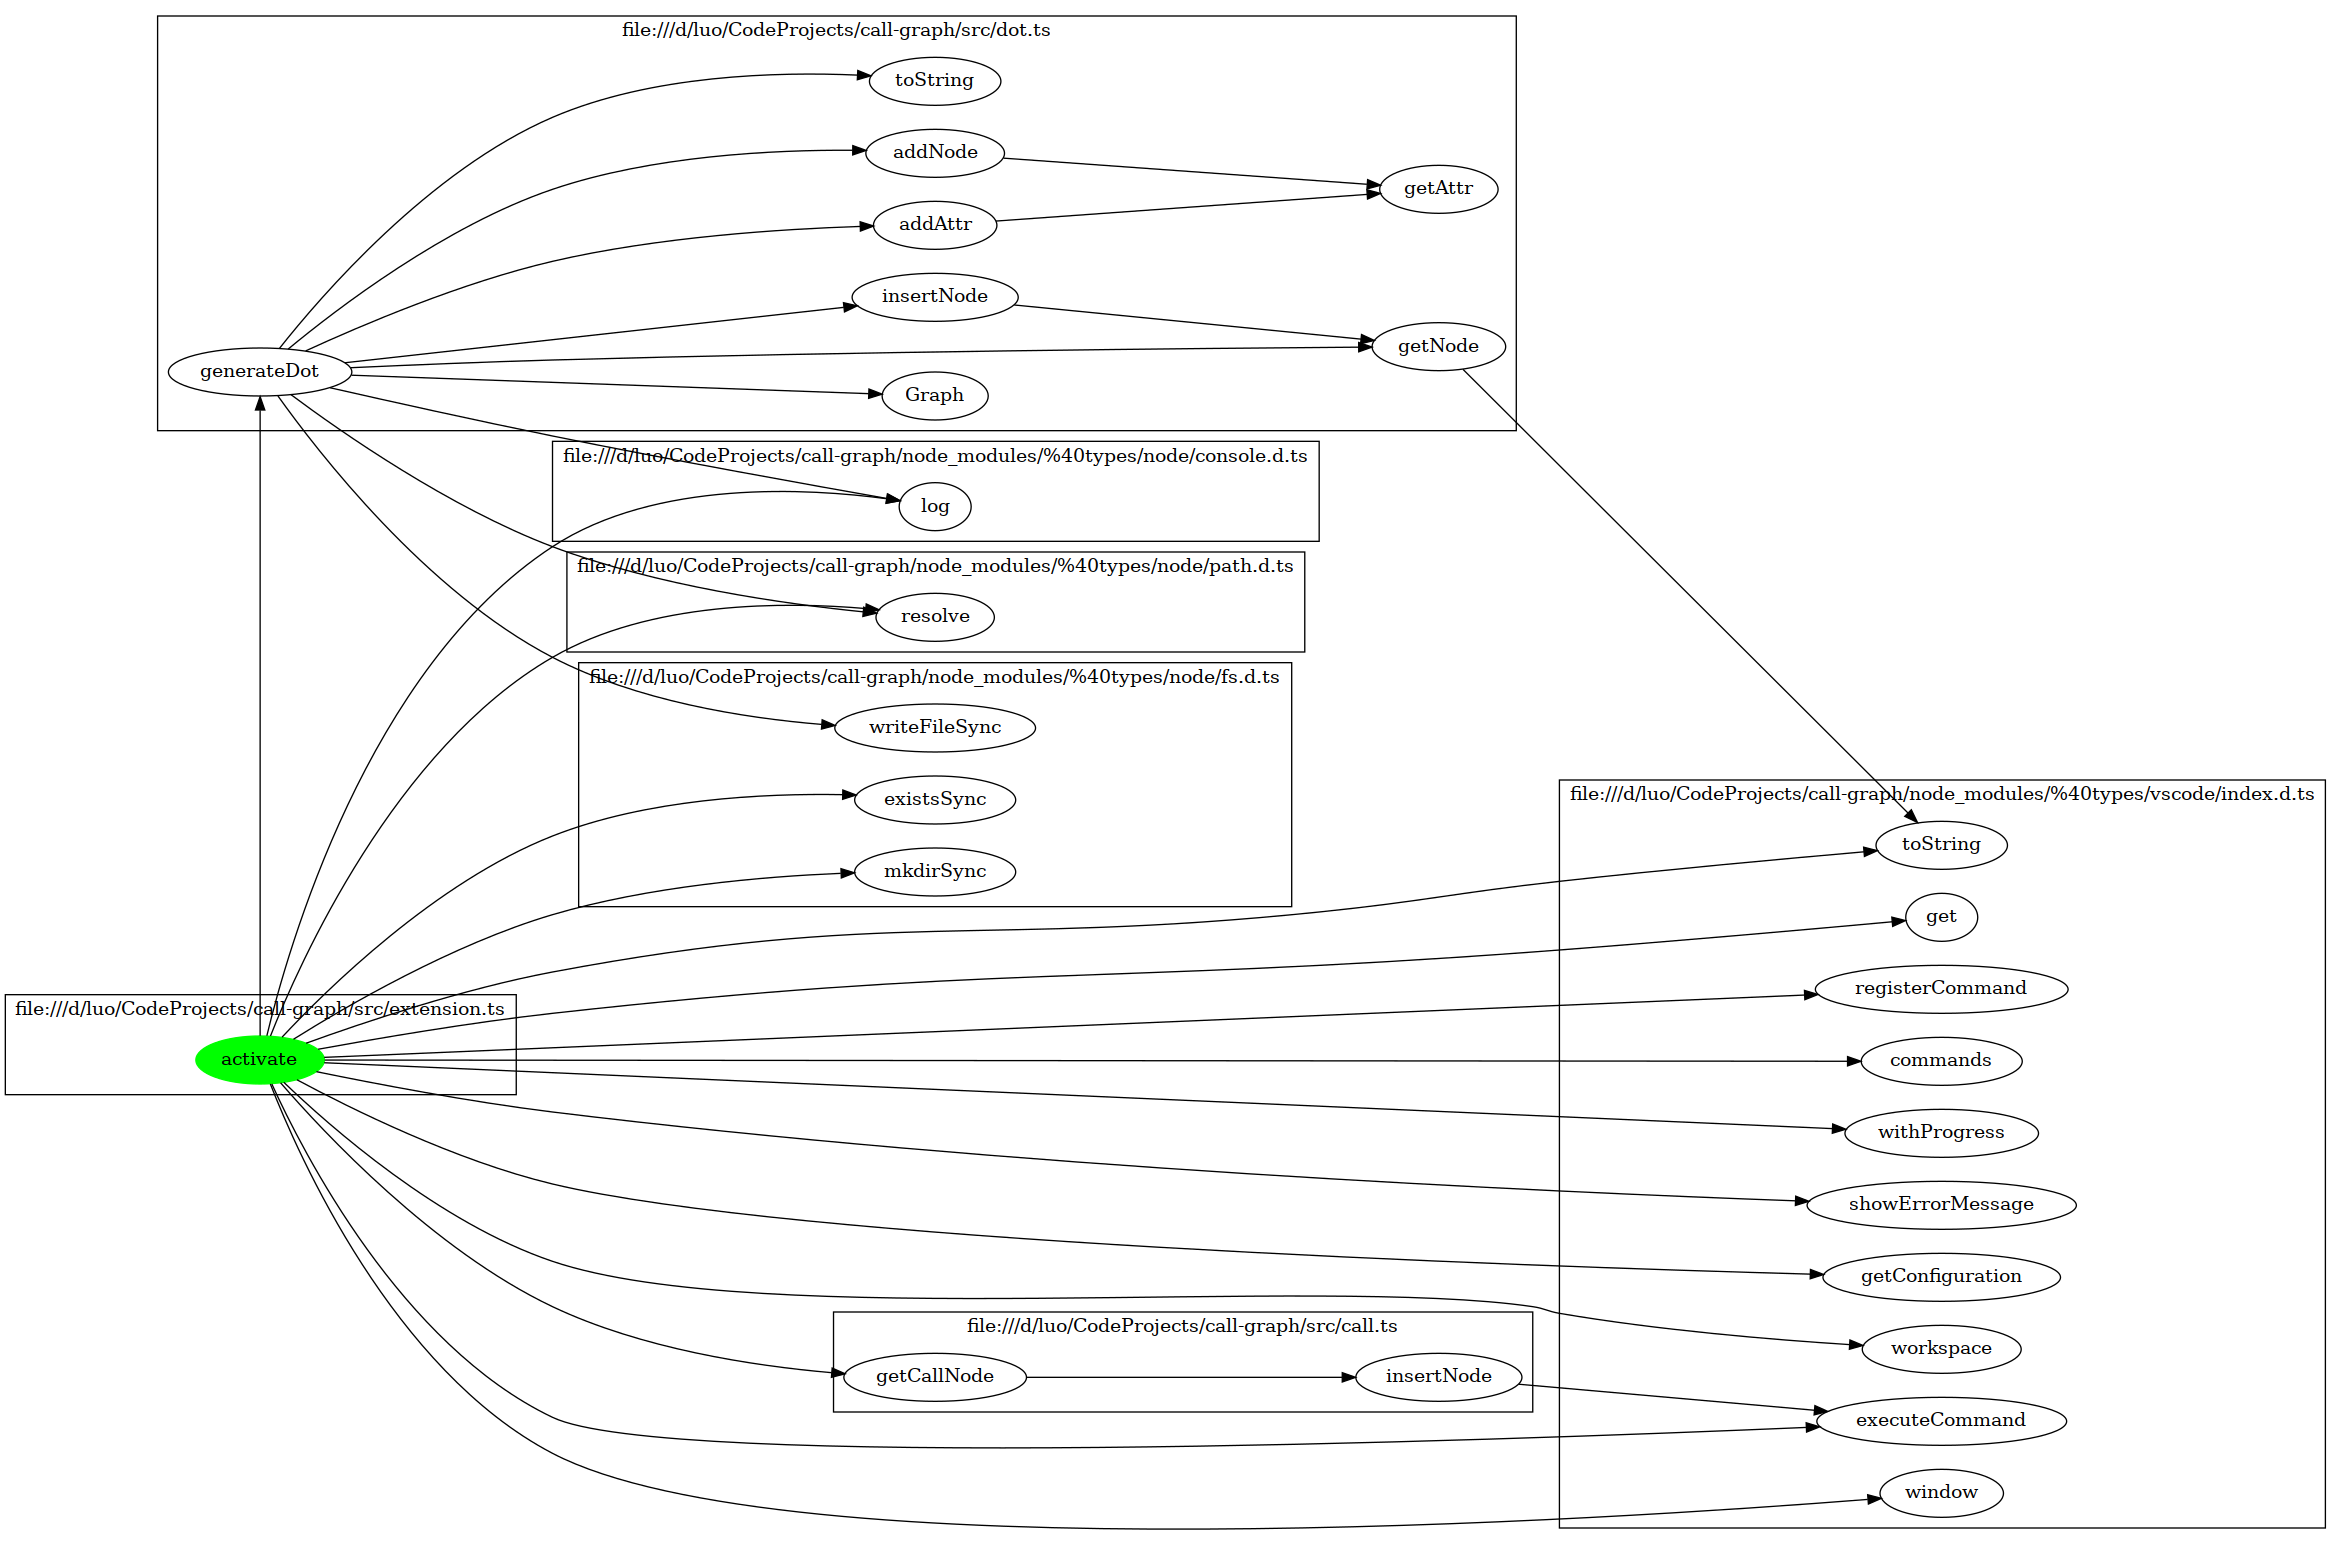 file:///d/luo/CodeProjects/call-graph/src/dot.ts
toString
addNode
getAttr
addAttr
insertNode
getNode
generateDot
Graph
file:///d/luo/CodeProjects/call-graph/node_modules/%40types/node/console.d.ts
log
file:///d/luo/CodeProjects/call-graph/node_modules/%40types/node/path.d.ts
resolve
file:///d/luo/CodeProjects/call-graph/node_modules/%40types/node/fs.d.ts
writeFileSync
existsSync
mkdirSync
file:///d/luo/CodeProjects/call-graph/node_modules/%40types/vscode/index.d.ts
toString
get
registerCommand
commands
withProgress
showErrorMessage
getConfiguration
workspace
executeCommand
window
file:///d/luo/CodeProjects/call-graph/src/extension.ts
activate
file:///d/luo/CodeProjects/call-graph/src/call.ts
getCallNode
insertNode